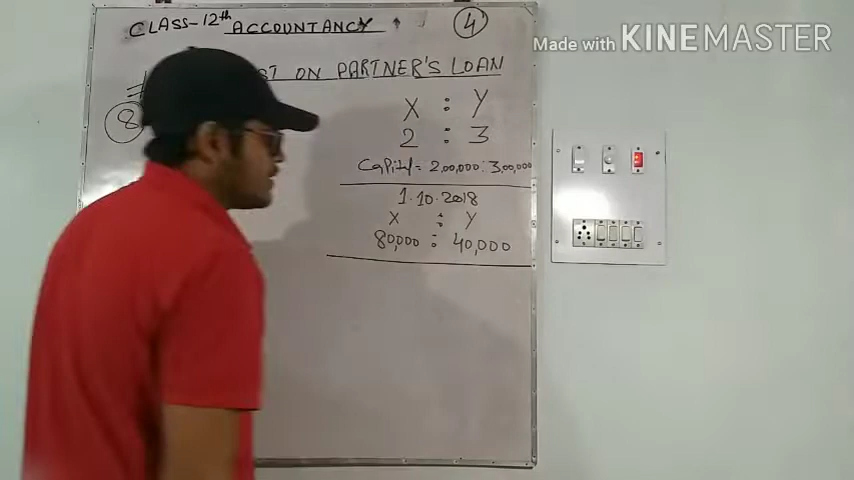 CLASS-12th ACCOUNTANCY
4
Made with KINEMASTER
ST ON PARTNER'S LOAN
8
X : Y
2 : 3
Capital = 2,00,000 : 3,00,000
1.10.2018
X : Y
80,000 : 40,000